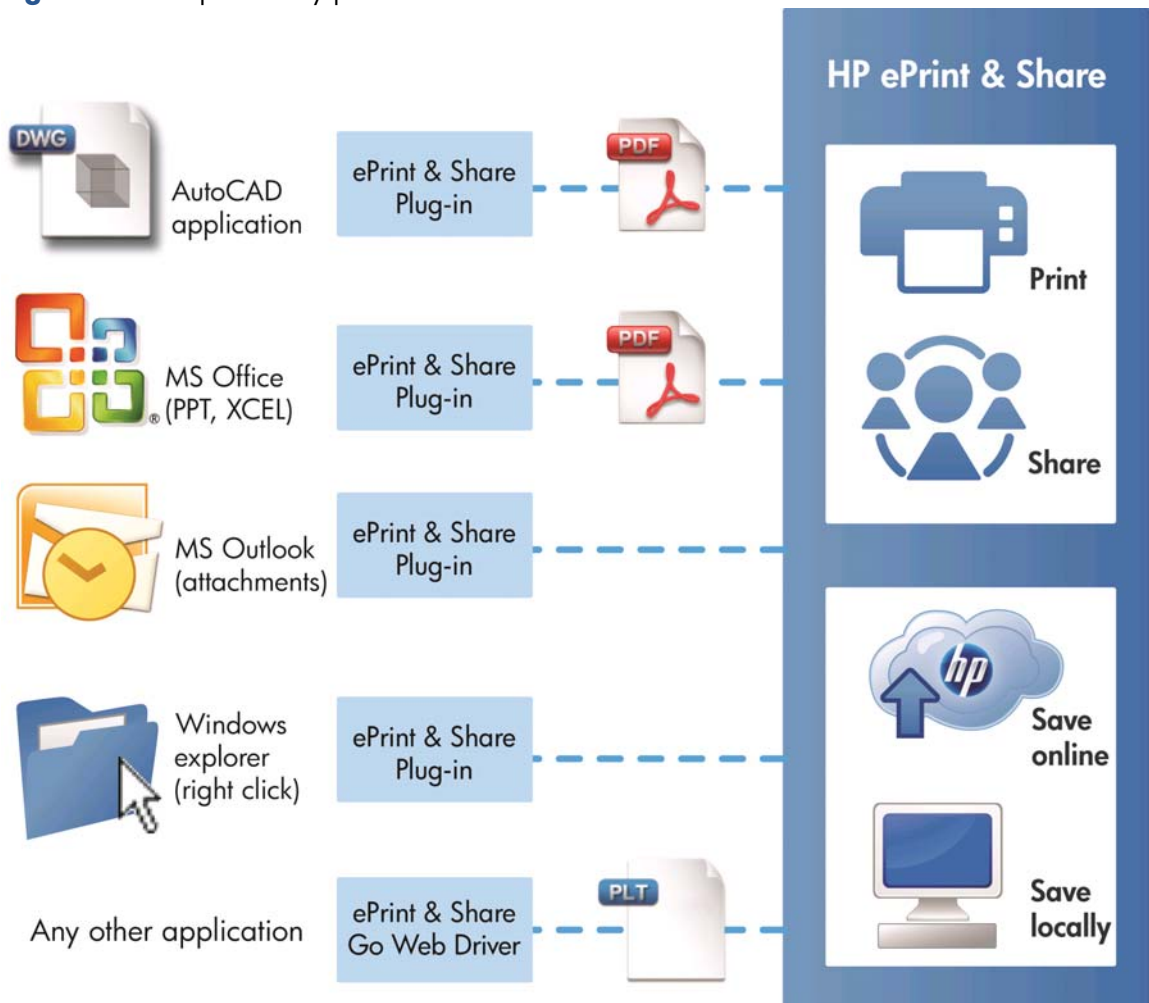 HP ePrint & Share
DWG
AutoCAD
application
ePrint & Share
Plug-in
PDF
Print
MS Office
(PPT, XCEL)
®
ePrint & Share
Plug-in
PDF
Share
MS Outlook
(attachments)
ePrint & Share
Plug-in
hp
Save
online
Windows
explorer
(right click)
ePrint & Share
Plug-in
Any other application
ePrint & Share
Go Web Driver
PLT
Save
locally